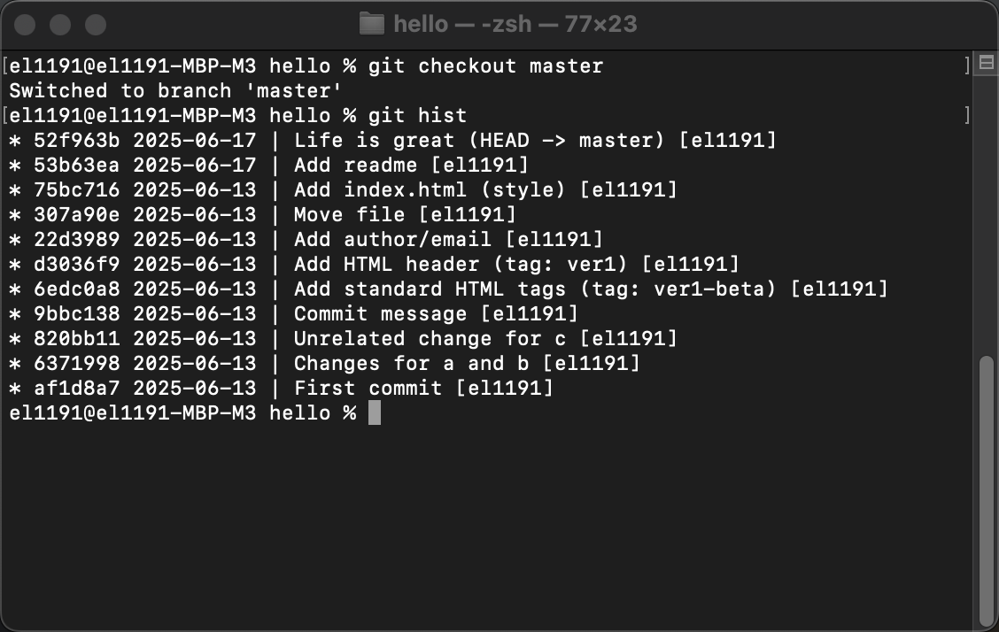 hello — -zsh — 77×23
[el1191@el1191-MBP-M3 hello % git checkout master ]
Switched to branch 'master'
[el1191@el1191-MBP-M3 hello % git hist ]
* 52f963b 2025-06-17 | Life is great (HEAD -> master) [el1191]
* 53b63ea 2025-06-17 | Add readme [el1191]
* 75bc716 2025-06-13 | Add index.html (style) [el1191]
* 307a90e 2025-06-13 | Move file [el1191]
* 22d3989 2025-06-13 | Add author/email [el1191]
* d3036f9 2025-06-13 | Add HTML header (tag: ver1) [el1191]
* 6edc0a8 2025-06-13 | Add standard HTML tags (tag: ver1-beta) [el1191]
* 9bbc138 2025-06-13 | Commit message [el1191]
* 820bb11 2025-06-13 | Unrelated change for c [el1191]
* 6371998 2025-06-13 | Changes for a and b [el1191]
* af1d8a7 2025-06-13 | First commit [el1191]
el1191@el1191-MBP-M3 hello %